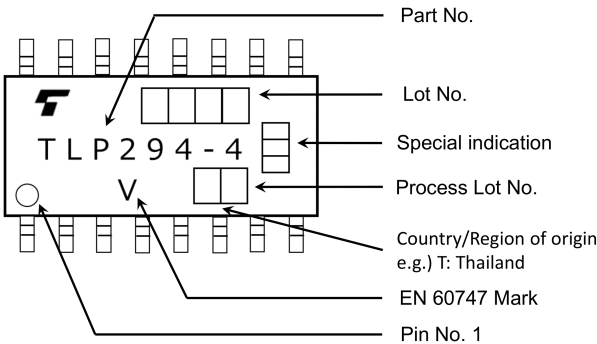 Part No.
Lot No.
TLP294-4
Special indication
V
Process Lot No.
Country/Region of origin
e.g.) T: Thailand
EN 60747 Mark
Pin No. 1